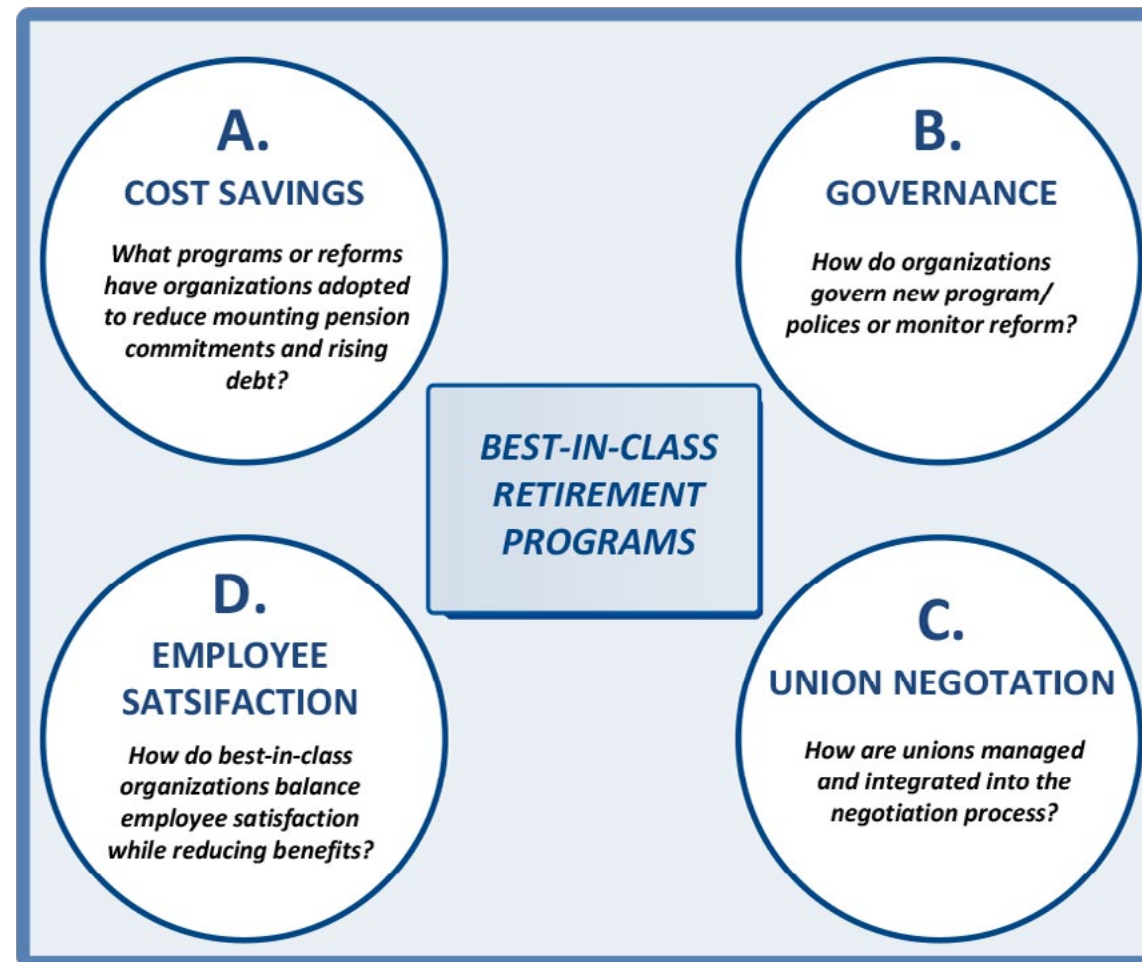 A.
COST SAVINGS
What programs or reforms
have organizations adopted
to reduce mounting pension
commitments and rising
debt?
B.
GOVERNANCE
How do organizations
govern new program/
polices or monitor reform?
BEST-IN-CLASS
RETIREMENT
PROGRAMS
D.
EMPLOYEE
SATSIFACTION
How do best-in-class
organizations balance
employee satisfaction
while reducing benefits?
C.
UNION NEGOTATION
How are unions managed
and integrated into the
negotiation process?